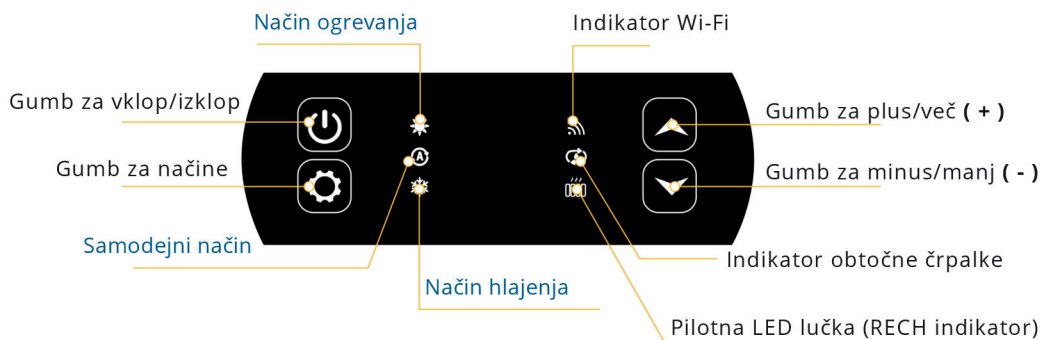 Način ogrevanja
Indikator Wi-Fi
Gumb za vklop/izklop
Gumb za plus/več ( + )
A
Gumb za načine
Gumb za minus/manj ( - )
Samodejni način
Indikator obtočne črpalke
Način hlajenja
Pilotna LED lučka (RECH indikator)